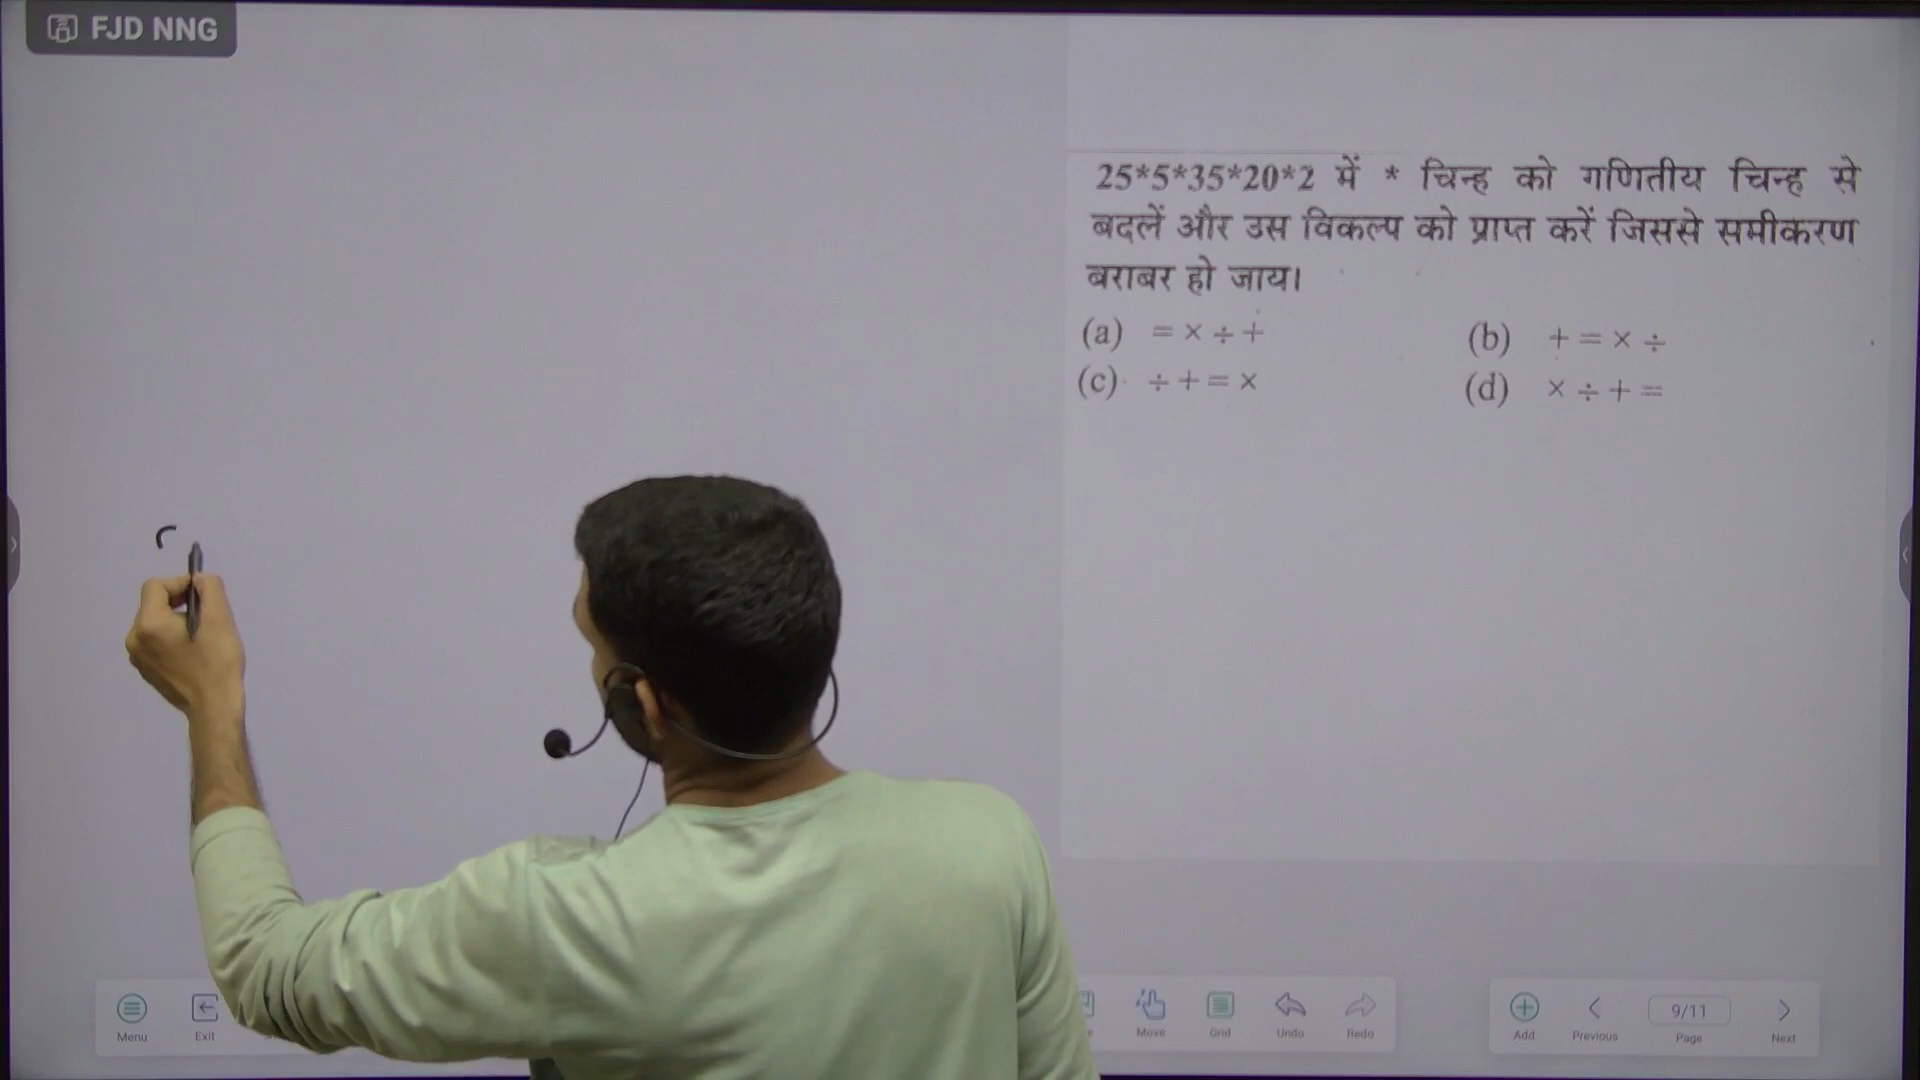 FJD NNG
25*5*35*20*2 में * चिन्ह को गणितीय चिन्ह से
बदलें और उस विकल्प को प्राप्त करें जिससे समीकरण
बराबर हो जाय।
(a) = × ÷ +
(b) + = × ÷
(c) ÷ + = ×
(d) × ÷ + =
Menu
Exit
Move
Grid
Undo
Redo
Add
Previous
9/11
Page
Next